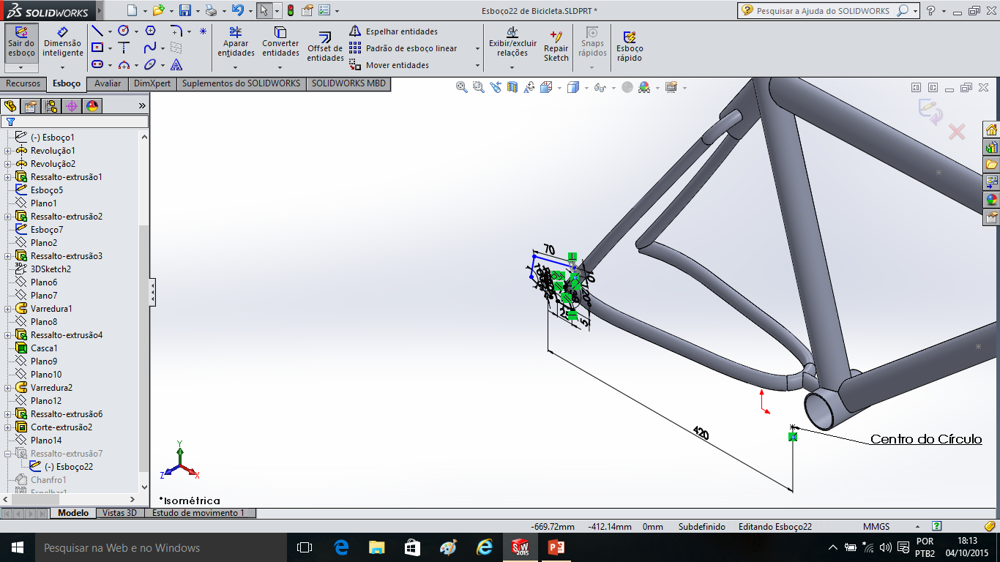 SOLIDWORKS
Esboço22 de Bicicleta.SLDPRT *
Pesquisar a Ajuda do SOLIDWORKS
Sair do esboço
Dimensão inteligente
Aparar entidades
Converter entidades
Offset de entidades
Espelhar entidades
Padrão de esboço linear
Mover entidades
Exibir/excluir relações
Repair Sketch
Snaps rápidos
Esboço rápido
Recursos
Esboço
Avaliar
DimXpert
Suplementos do SOLIDWORKS
SOLIDWORKS MBD
(-) Esboço1
Revolução1
Revolução2
Ressalto-extrusão1
Esboço5
Plano1
Ressalto-extrusão2
Esboço7
Plano2
Ressalto-extrusão3
3DSketch2
Plano6
Plano7
Varredura1
Plano8
Ressalto-extrusão4
Casca1
Plano9
Plano10
Varredura2
Plano12
Ressalto-extrusão6
Corte-extrusão2
Plano14
Ressalto-extrusão7
(-) Esboço22
Chanfro1
Espelhar1
70
10
120°
5
420
Centro do Círculo
Y
Z
X
*Isométrica
Modelo
Vistas 3D
Estudo de movimento 1
-669.72mm
-412.14mm
0mm
Subdefinido
Editando Esboço22
MMGS
Pesquisar na Web e no Windows
SW
2015
POR
PTB2
18:13
04/10/2015